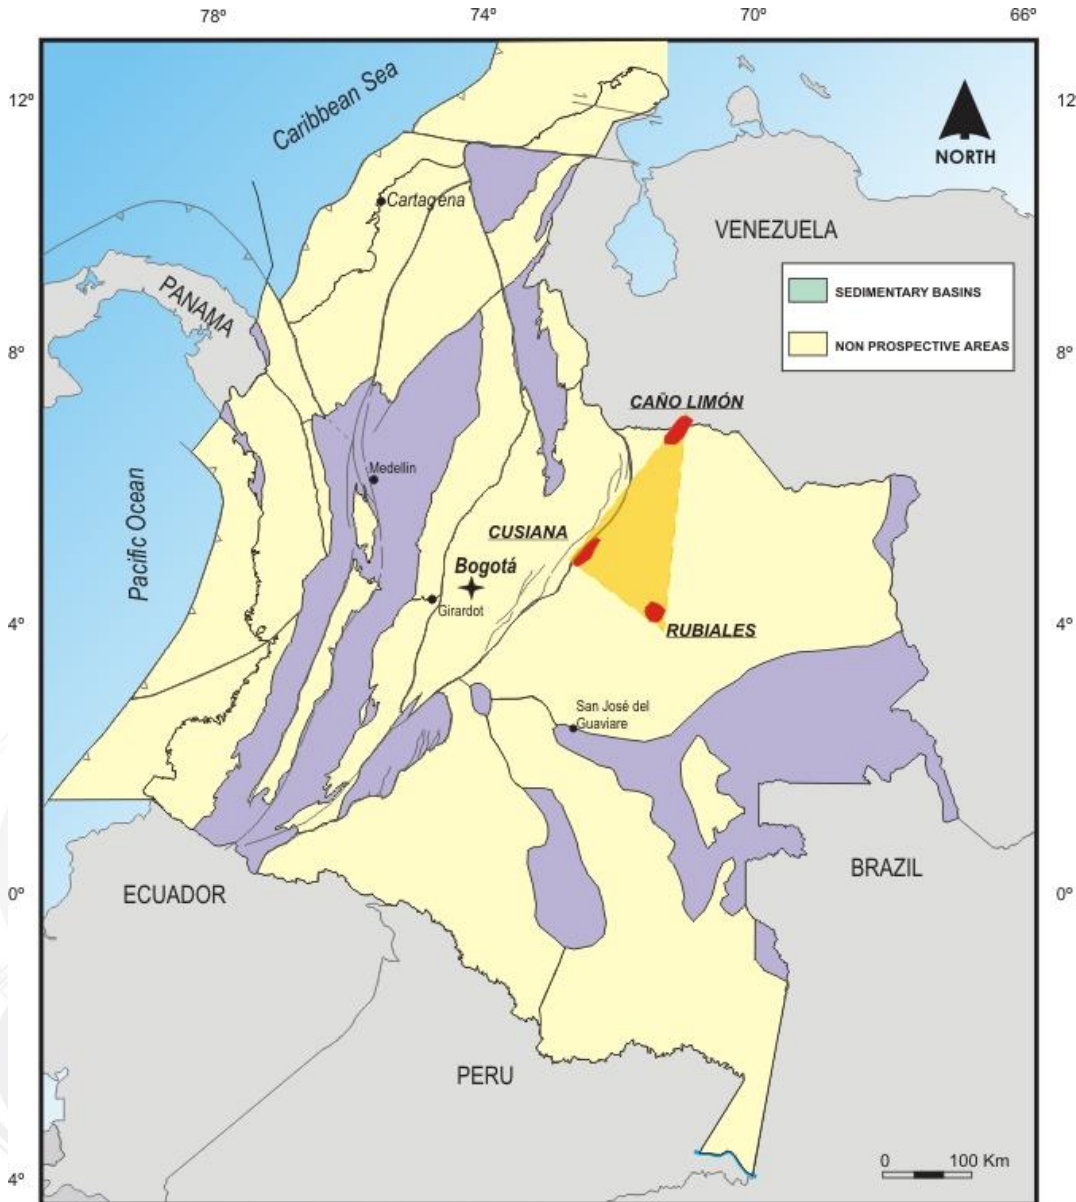 78º
74º
70º
66º
12º
12
Caribbean Sea
NORTH
Cartagena
VENEZUELA
PANAMA
SEDIMENTARY BASINS
NON PROSPECTIVE AREAS
8º
8º
CAÑO LIMÓN
Medellin
Pacific Ocean
CUSIANA
Bogotá
Girardot
4º
4º
RUBIALES
San José del
Guaviare
BRAZIL
ECUADOR
0º
0º
PERU
0
100 Km
4º